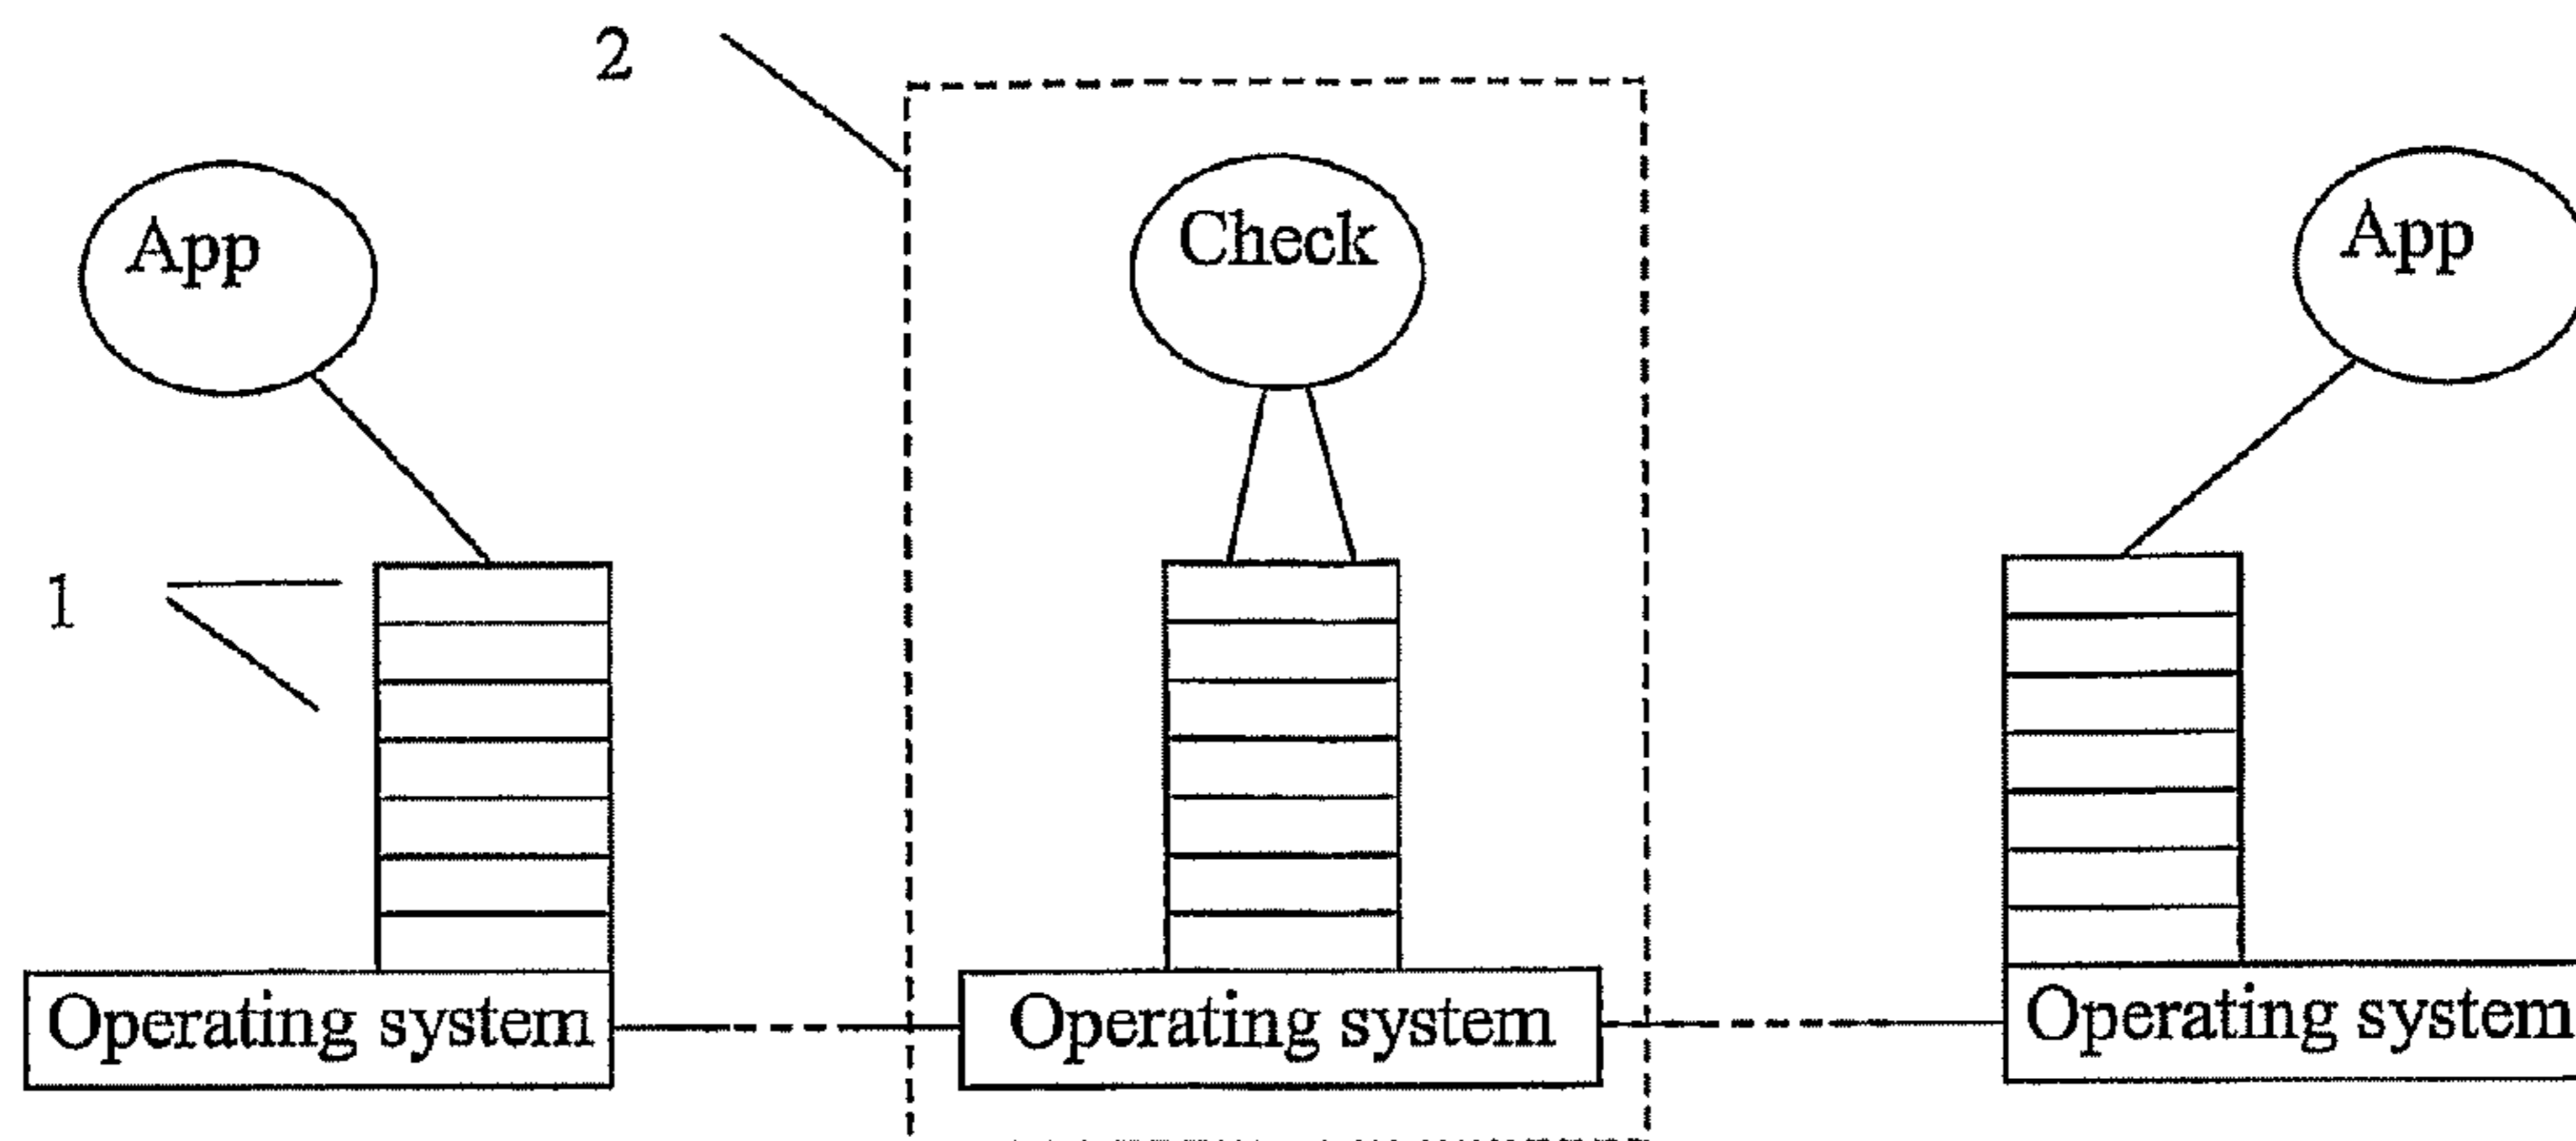 2
App
Check
App
1
Operating system
Operating system
Operating system